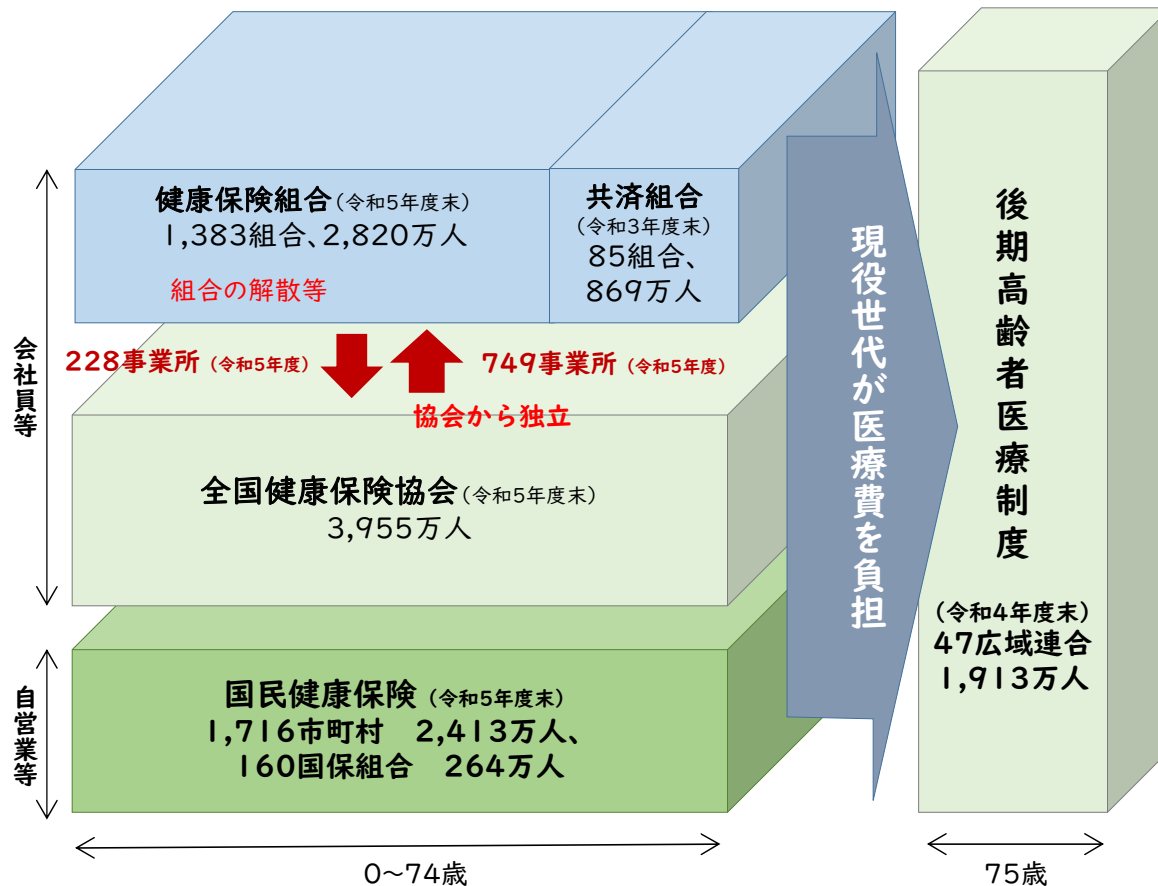 健康保険組合(令和5年度末)
1,383組合、2,820万人
組合の解散等
共済組合
(令和3年度末)
85組合、
869万人
228事業所 (令和5年度)
749事業所 (令和5年度)
協会から独立
会社員等
全国健康保険協会(令和5年度末)
3,955万人
自営業等
国民健康保険 (令和5年度末)
1,716市町村 2,413万人、
160国保組合 264万人
0~74歳
現役世代が医療費を負担
後期高齢者医療制度
(令和4年度末)
47広域連合
1,913万人
75歳